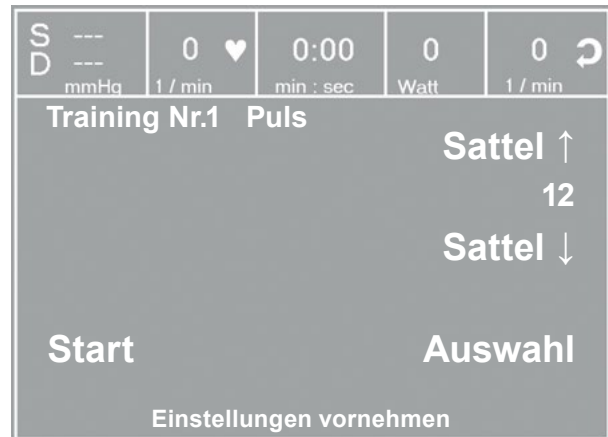 S --- 0 ♥ 0:00 0 0
D ---
mmHg 1 / min min : sec Watt 1 / min
Training Nr.1 Puls
Sattel ↑
12
Sattel ↓
Start Auswahl
Einstellungen vornehmen